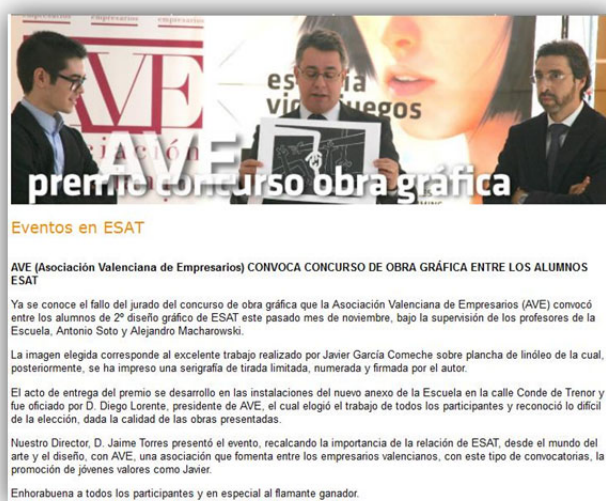 empresarios empresarios empresarios
AVE
es
vid juegos
AVE
premio concurso obra gráfica
Eventos en ESAT
AVE (Asociación Valenciana de Empresarios) CONVOCA CONCURSO DE OBRA GRÁFICA ENTRE LOS ALUMNOS
ESAT
Ya se conoce el fallo del jurado del concurso de obra gráfica que la Asociación Valenciana de Empresarios (AVE) convocó
entre los alumnos de 2º diseño gráfico de ESAT este pasado mes de noviembre, bajo la supervisión de los profesores de la
Escuela, Antonio Soto y Alejandro Macharowski.
La imagen elegida corresponde al excelente trabajo realizado por Javier García Comeche sobre plancha de linóleo de la cual,
posteriormente, se ha impreso una serigrafía de tirada limitada, numerada y firmada por el autor.
El acto de entrega del premio se desarrollo en las instalaciones del nuevo anexo de la Escuela en la calle Conde de Trenor y
fue oficiado por D. Diego Lorente, presidente de AVE, el cual elogió el trabajo de todos los participantes y reconoció lo difícil
de la elección, dada la calidad de las obras presentadas.
Nuestro Director, D. Jaime Torres presentó el evento, recalcando la importancia de la relación de ESAT, desde el mundo del
arte y el diseño, con AVE, una asociación que fomenta entre los empresarios valencianos, con este tipo de convocatorias, la
promoción de jóvenes valores como Javier.
Enhorabuena a todos los participantes y en especial al flamante ganador.